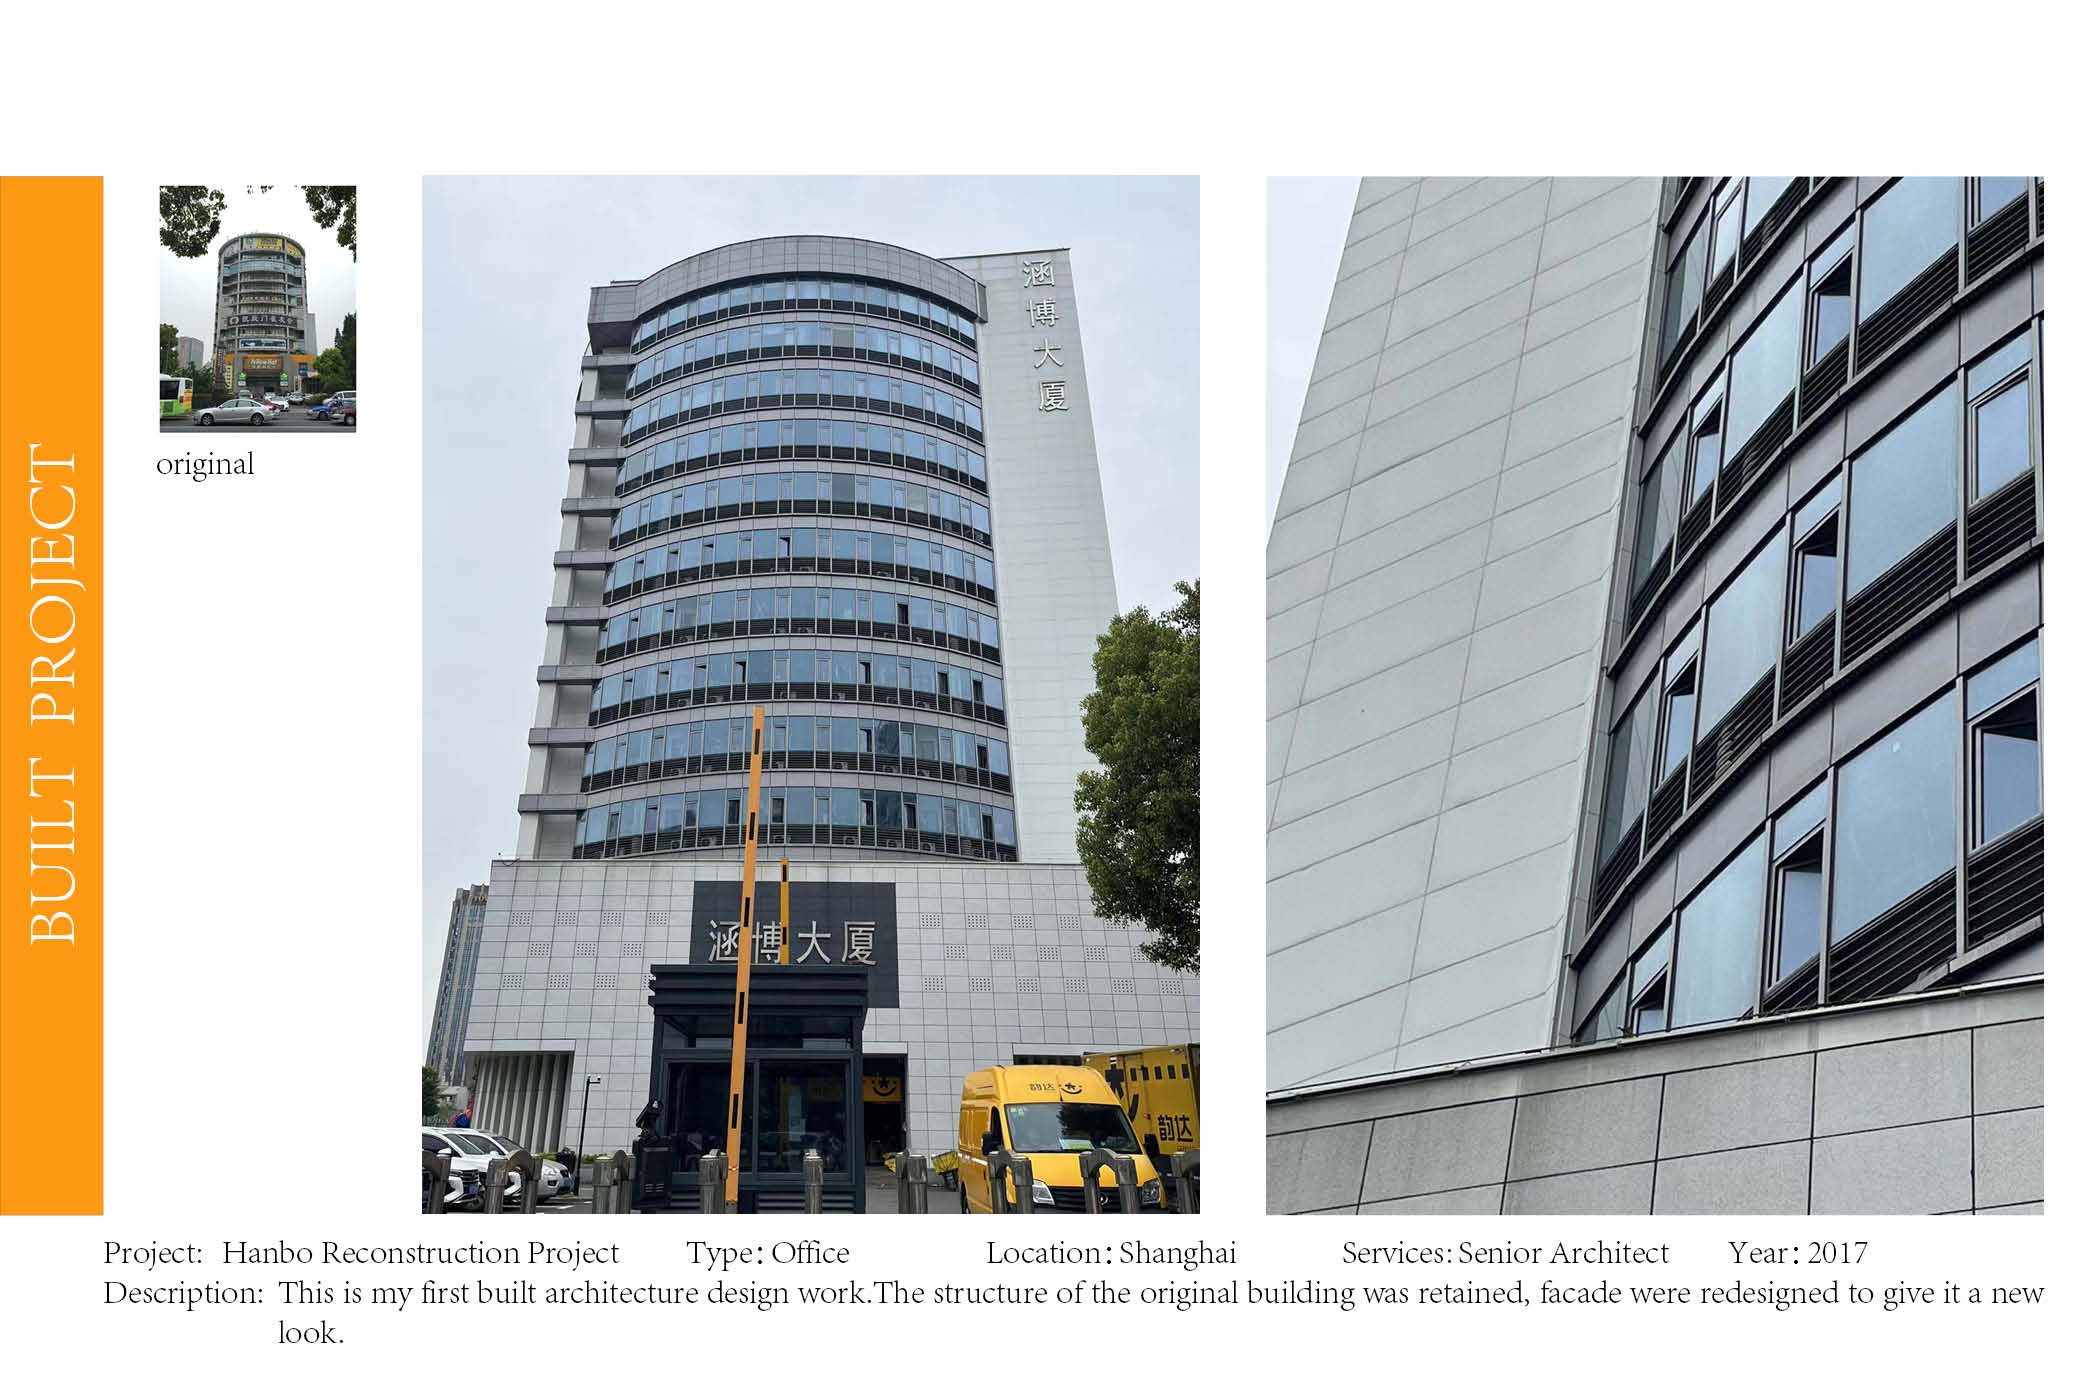 BUILT PROJECT
original
涵博大厦
涵博大厦
韵达
韵达
Project: Hanbo Reconstruction Project Type：Office Location：Shanghai Services: Senior Architect Year：2017
Description: This is my first built architecture design work.The structure of the original building was retained, facade were redesigned to give it a new
look.